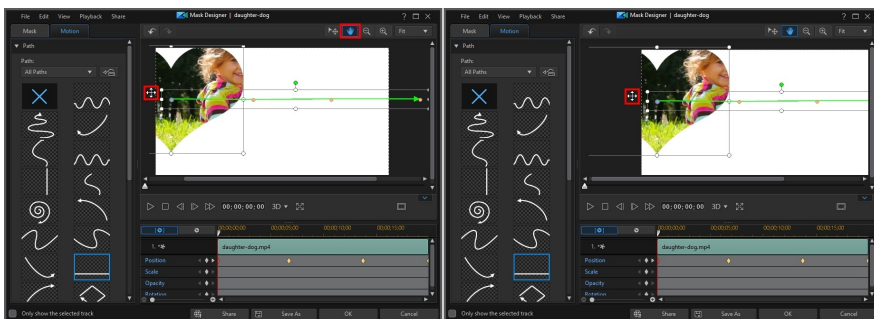 File Edit View Playback Share
Mask Designer | daughter-dog
Mask Motion
Fit
Path
Path:
All Paths
00;00;00;00 3D
00;00;00;00 00;00;05;00 00;00;10;00 00;00;15;00
1. daughter-dog.mp4
Position
Scale
Opacity
Rotation
Only show the selected track
Share Save As OK Cancel
File Edit View Playback Share
Mask Designer | daughter-dog
Mask Motion
Fit
Path
Path:
All Paths
00;00;00;00 3D
00;00;00;00 00;00;05;00 00;00;10;00 00;00;15;00
1. daughter-dog.mp4
Position
Scale
Opacity
Rotation
Only show the selected track
Share Save As OK Cancel